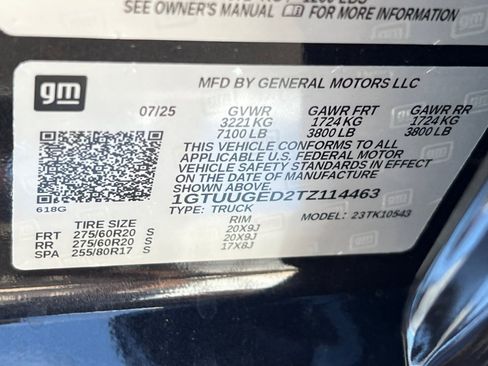 SEE OWNER'S MANUAL FOR MORE INFORMATION
gm
MFD BY GENERAL MOTORS LLC
07/25 GVWR GAWR FRT GAWR RR
3221 KG 1724 KG 1724 KG
7100 LB 3800 LB 3800 LB
THIS VEHICLE CONFORMS TO ALL
APPLICABLE U.S. FEDERAL MOTOR
VEHICLE SAFETY STANDARDS IN EFFECT
ON THE DATE OF MANUFACTURE SHOWN ABOVE.
1GTUUGED2TZ114463
618G TYPE: TRUCK MODEL: 23TK10543
TIRE SIZE RIM
FRT 275/60R20 S 20X9J
RR 275/60R20 S 20X9J
SPA 255/80R17 S 17X8J